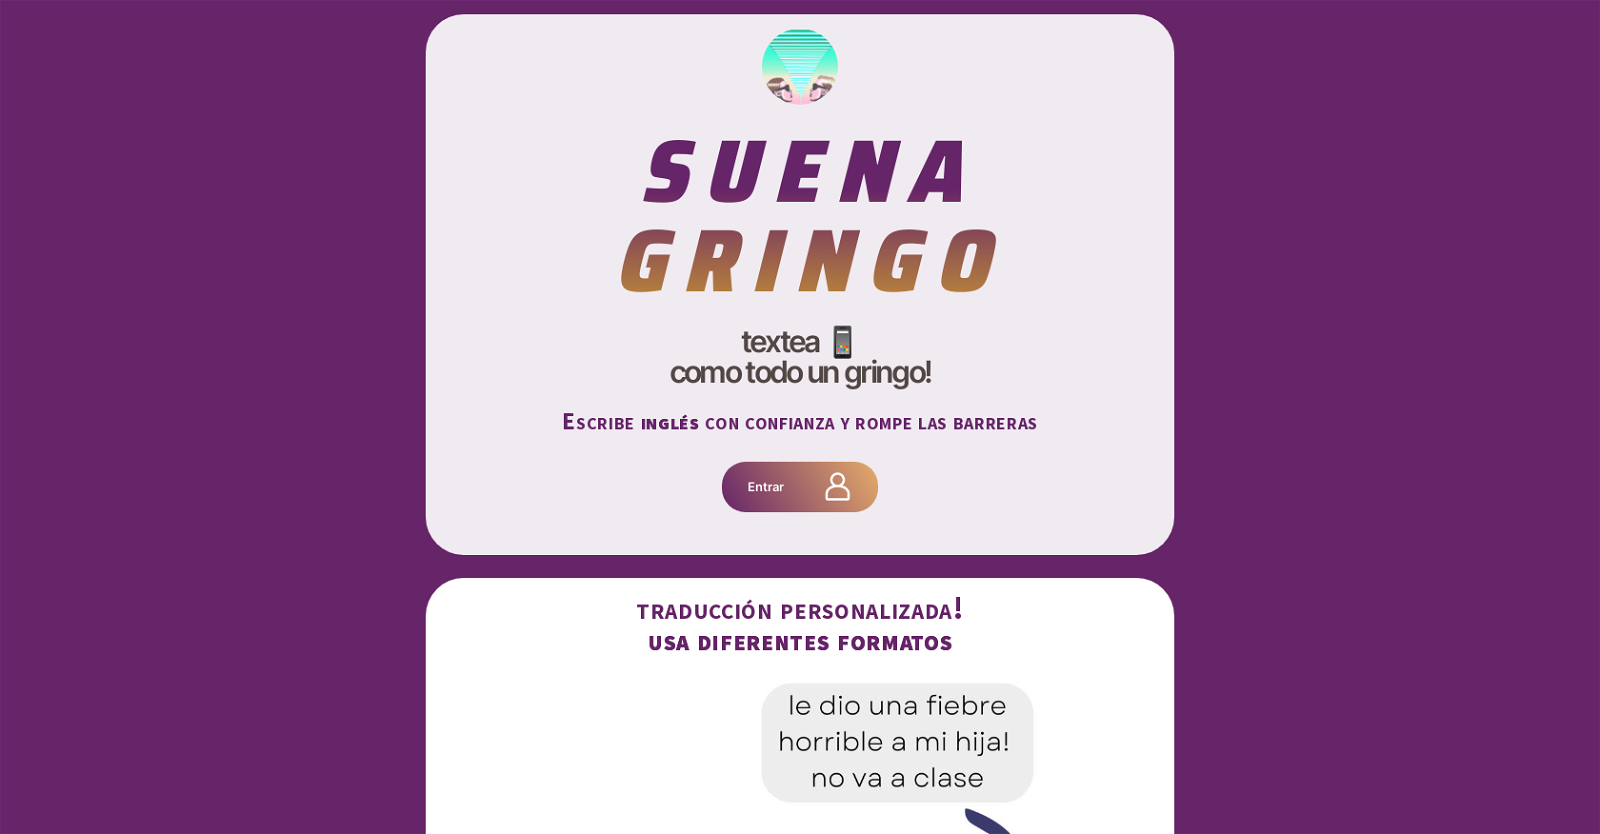 SUENA
GRINGO
textea
como todo un gringo!
Escribe inglés con confianza y rompe las barreras
Entrar
traducción personalizada!
usa diferentes formatos
le dio una fiebre
horrible a mi hija!
no va a clase